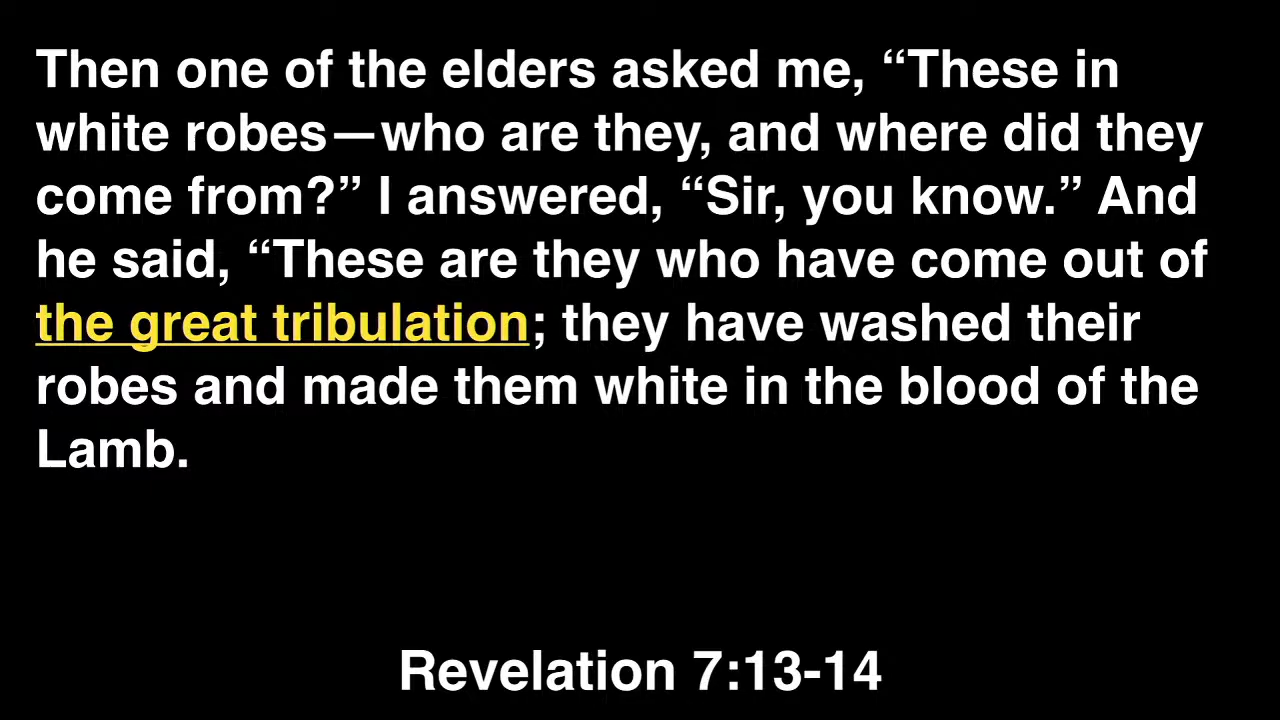 Then one of the elders asked me, “These in
white robes—who are they, and where did they
come from?” I answered, “Sir, you know.” And
he said, “These are they who have come out of
the great tribulation; they have washed their
robes and made them white in the blood of the
Lamb.
Revelation 7:13-14